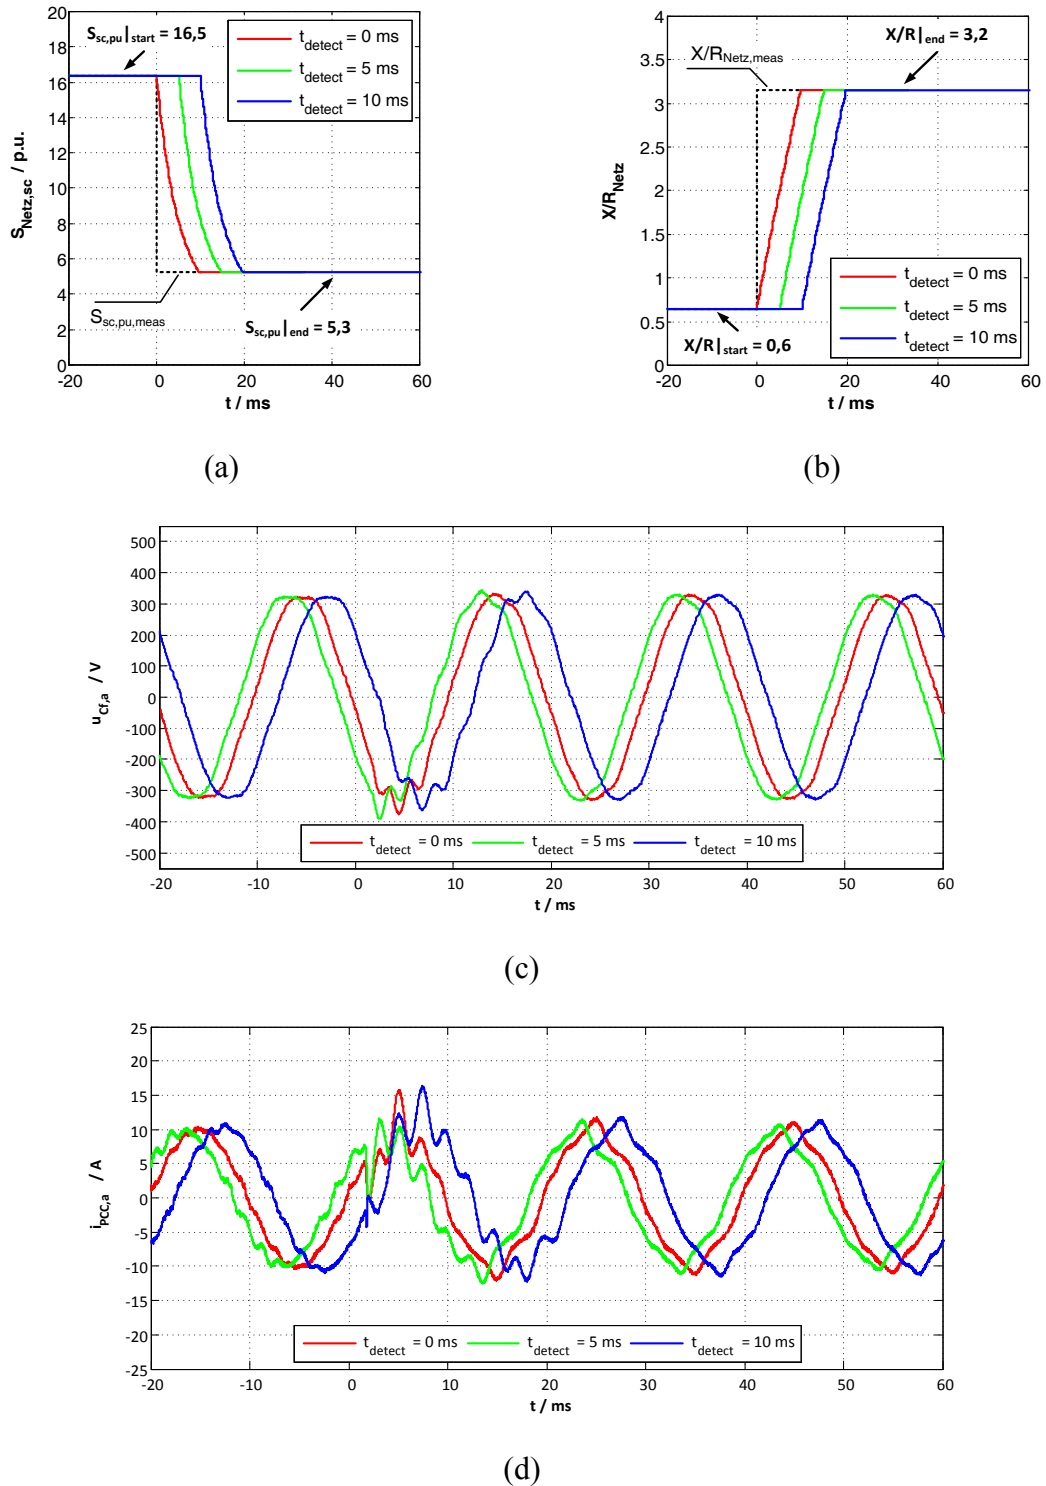 20
18
16
14
12
10
8
6
4
2
0
-20 0 20 40 60
S_Netz,sc / p.u.
t / ms
S_sc,pu|start = 16,5
t_detect = 0 ms
t_detect = 5 ms
t_detect = 10 ms
S_sc,pu,meas
S_sc,pu|end = 5,3
(a)
4
3.5
3
2.5
2
1.5
1
0.5
0
-20 0 20 40 60
X/R_Netz
t / ms
X/R|end = 3,2
X/R_Netz,meas
X/R|start = 0,6
t_detect = 0 ms
t_detect = 5 ms
t_detect = 10 ms
(b)
500
400
300
200
100
0
-100
-200
-300
-400
-500
u_Cf,a / V
t_detect = 0 ms t_detect = 5 ms t_detect = 10 ms
-20 -10 0 10 20 30 40 50 60
t / ms
(c)
25
20
15
10
5
0
-5
-10
-15
-20
-25
i_PCC,a / A
t_detect = 0 ms t_detect = 5 ms t_detect = 10 ms
-20 -10 0 10 20 30 40 50 60
t / ms
(d)